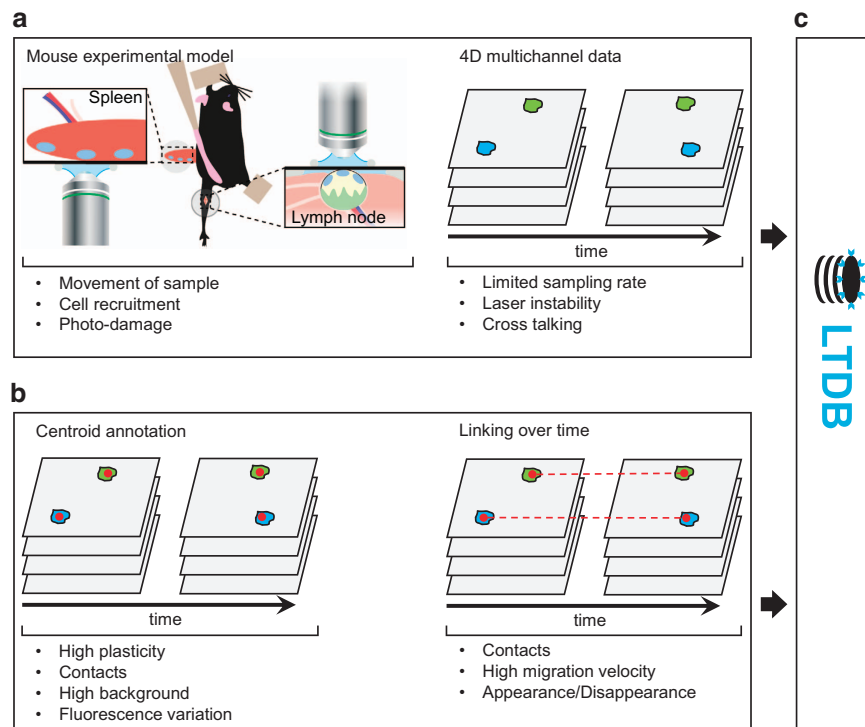 a
Mouse experimental model
Spleen
Lymph node
• Movement of sample
• Cell recruitment
• Photo-damage
4D multichannel data
time
• Limited sampling rate
• Laser instability
• Cross talking
b
Centroid annotation
time
• High plasticity
• Contacts
• High background
• Fluorescence variation
Linking over time
time
• Contacts
• High migration velocity
• Appearance/Disappearance
c
LTDB